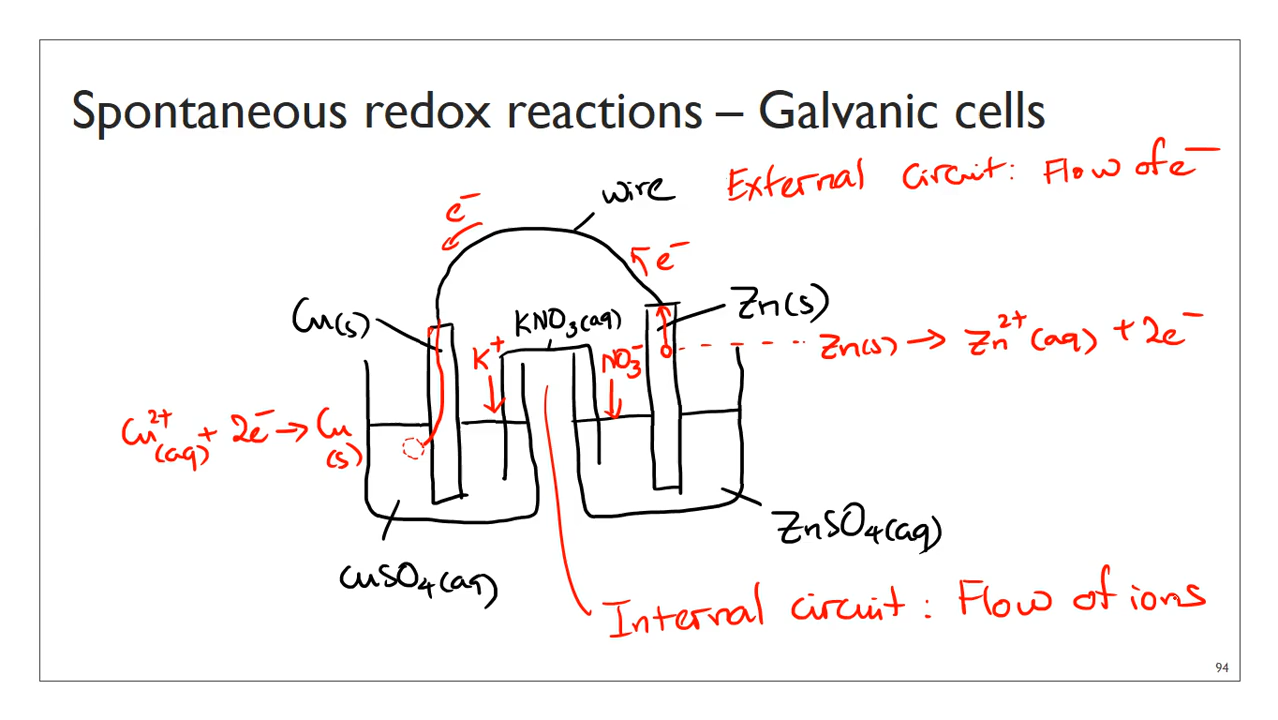 Spontaneous redox reactions – Galvanic cells
External circuit: Flow of e⁻
wire
e⁻
e⁻
Cu(s)
KNO₃(aq)
Zn(s)
K⁺
NO₃⁻
Zn(s) → Zn²⁺(aq) + 2e⁻
Cu²⁺(aq) + 2e⁻ → Cu(s)
ZnSO₄(aq)
CuSO₄(aq)
Internal circuit: Flow of ions
94